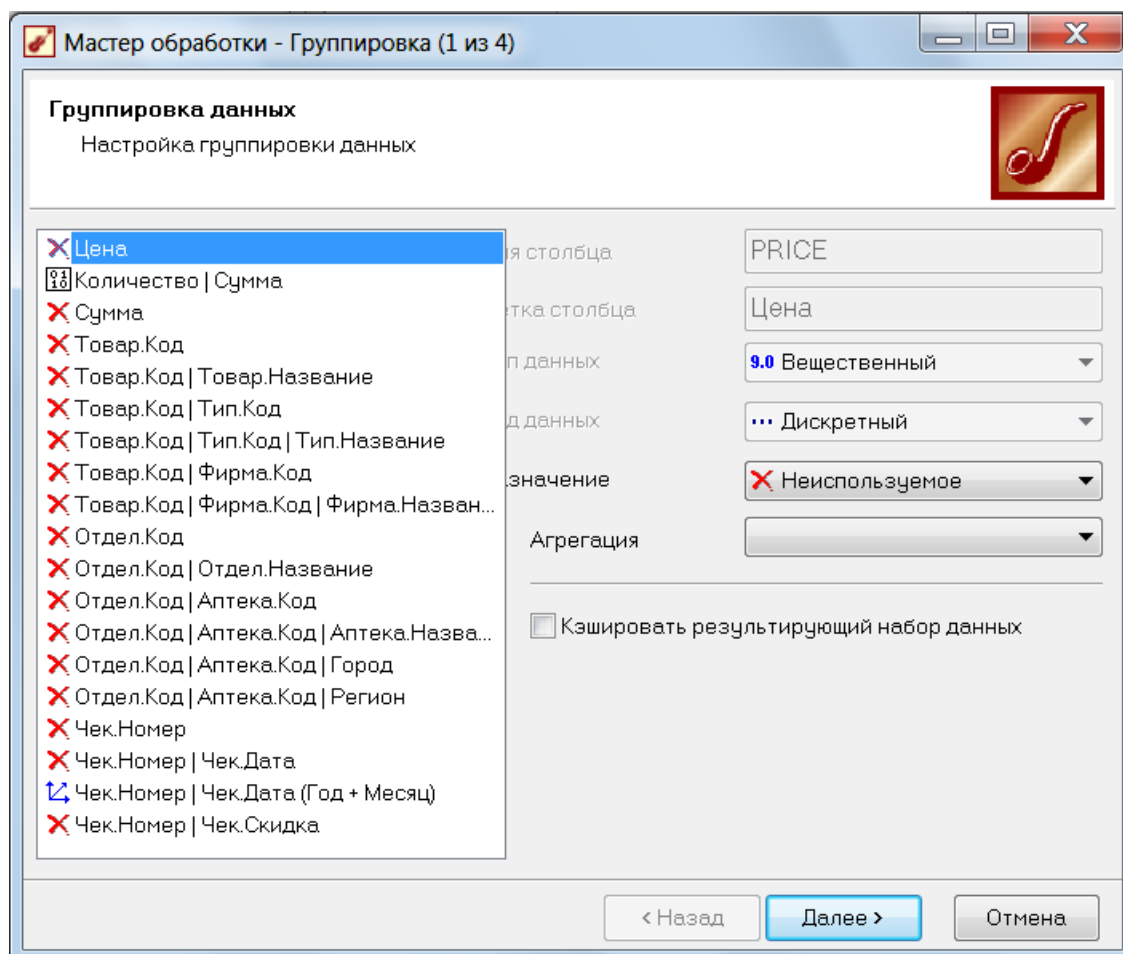 Мастер обработки - Группировка (1 из 4)
Группировка данных
Настройка группировки данных
Цена
Количество | Сумма
Сумма
Товар.Код
Товар.Код | Товар.Название
Товар.Код | Тип.Код
Товар.Код | Тип.Код | Тип.Название
Товар.Код | Фирма.Код
Товар.Код | Фирма.Код | Фирма.Назван...
Отдел.Код
Отдел.Код | Отдел.Название
Отдел.Код | Аптека.Код
Отдел.Код | Аптека.Код | Аптека.Назва...
Отдел.Код | Аптека.Код | Город
Отдел.Код | Аптека.Код | Регион
Чек.Номер
Чек.Номер | Чек.Дата
Чек.Номер | Чек.Дата (Год + Месяц)
Чек.Номер | Чек.Скидка
я столбца PRICE
тка столбца Цена
п данных 9.0 Вещественный
д данных Дискретный
значение Неиспользуемое
Агрегация
Кэшировать результирующий набор данных
< Назад Далее > Отмена